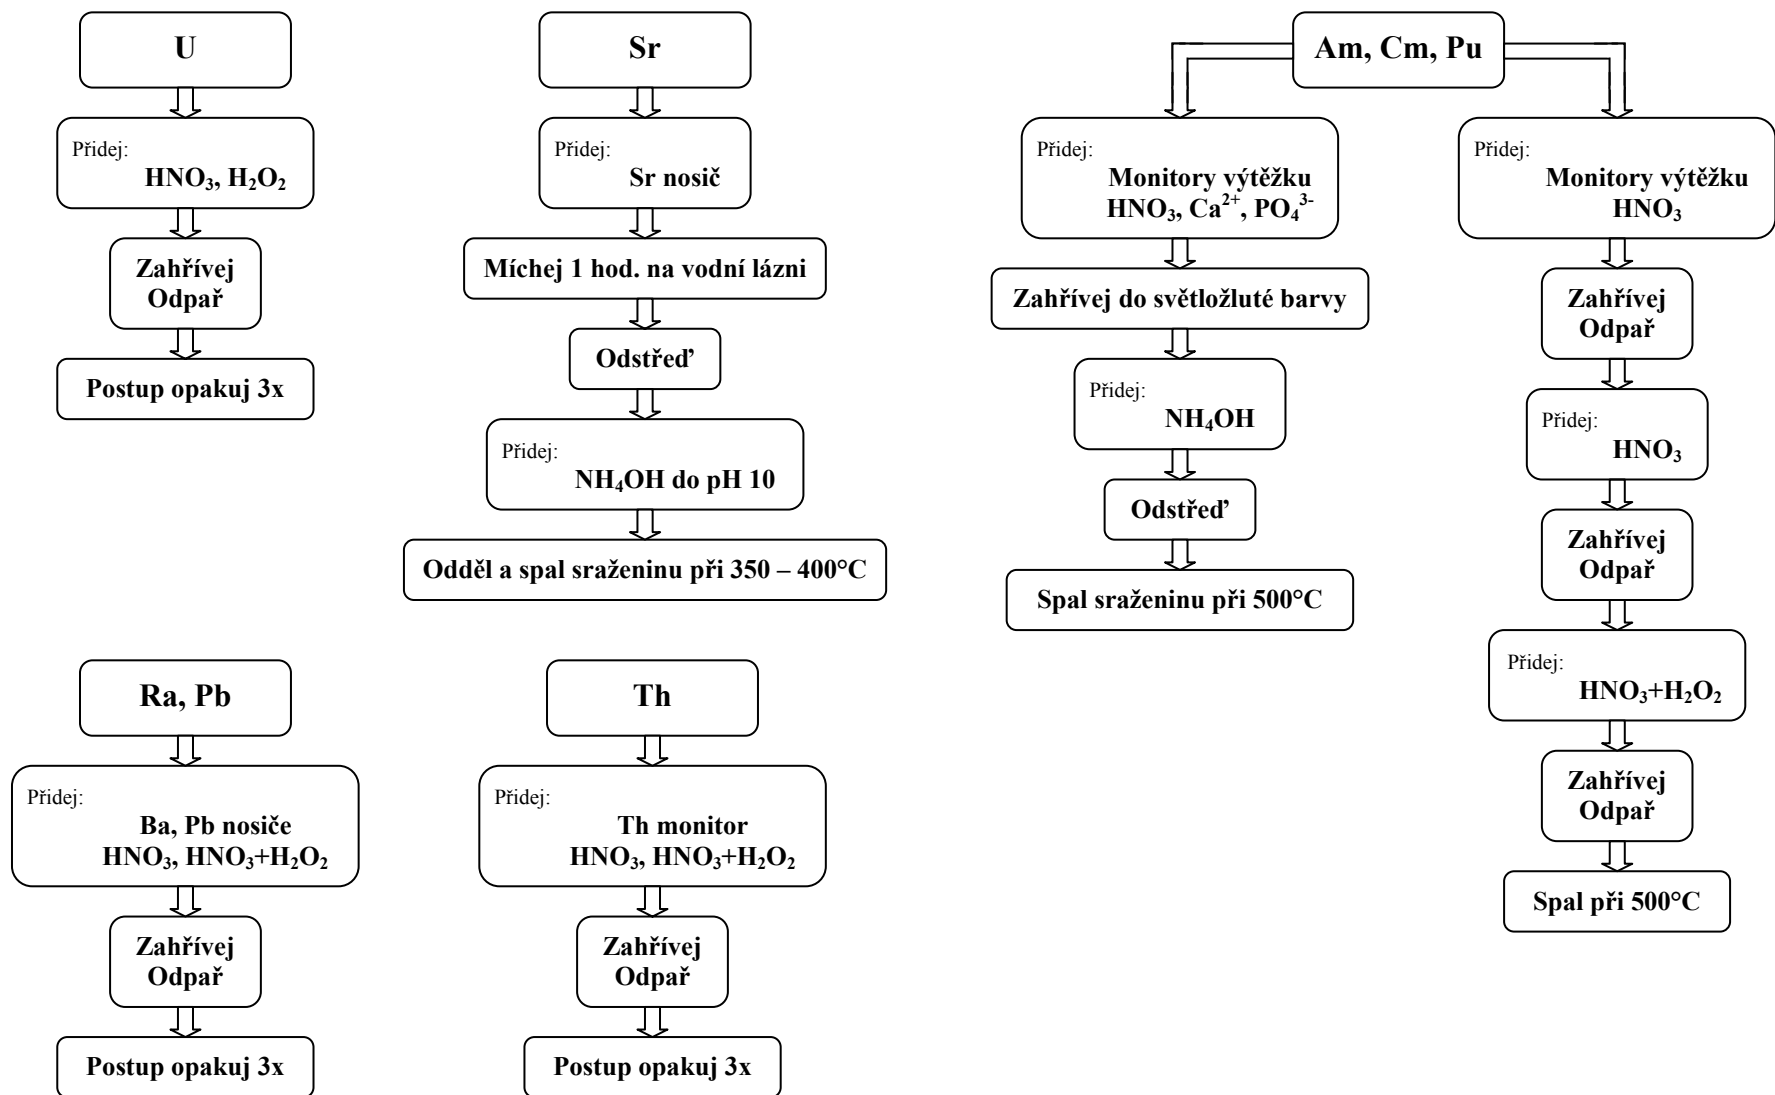 U
Přidej:
HNO₃, H₂O₂
Zahřívej
Odpař
Postup opakuj 3x
Sr
Přidej:
Sr nosič
Míchej 1 hod. na vodní lázni
Odstřeď
Přidej:
NH₄OH do pH 10
Odděl a spal sraženinu při 350 – 400°C
Am, Cm, Pu
Přidej:
Monitory výtěžku
HNO₃, Ca²⁺, PO₄³⁻
Zahřívej do světložluté barvy
Přidej:
NH₄OH
Odstřeď
Spal sraženinu při 500°C
Přidej:
Monitory výtěžku
HNO₃
Zahřívej
Odpař
Přidej:
HNO₃
Zahřívej
Odpař
Přidej:
HNO₃+H₂O₂
Zahřívej
Odpař
Spal při 500°C
Ra, Pb
Přidej:
Ba, Pb nosiče
HNO₃, HNO₃+H₂O₂
Zahřívej
Odpař
Postup opakuj 3x
Th
Přidej:
Th monitor
HNO₃, HNO₃+H₂O₂
Zahřívej
Odpař
Postup opakuj 3x